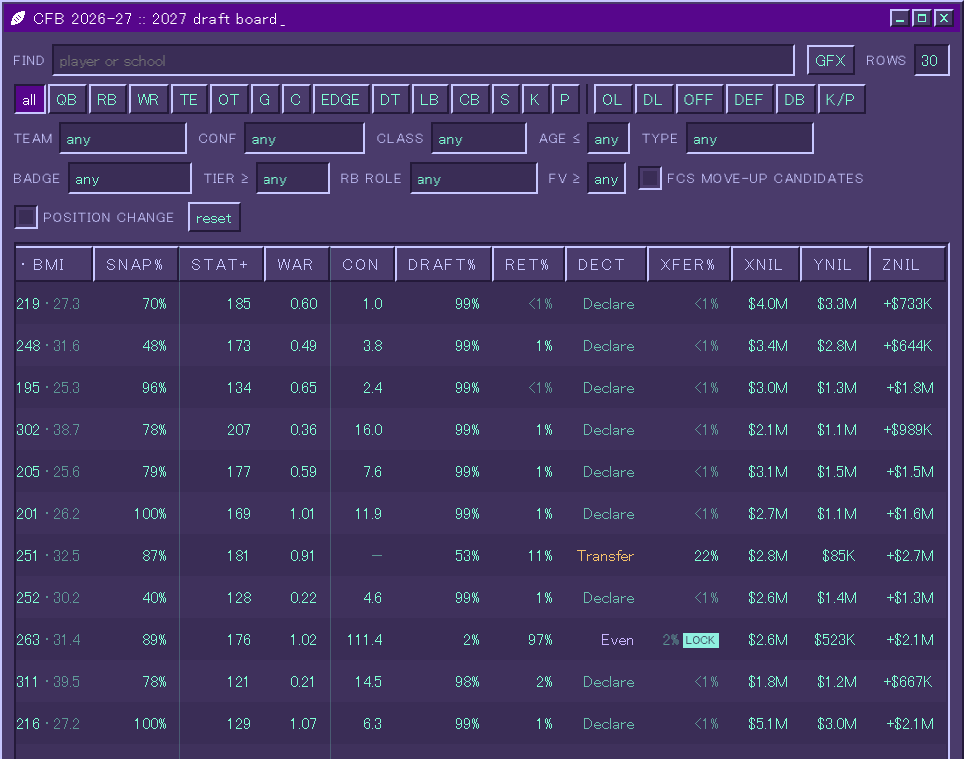 CFB 2026-27 :: 2027 draft board_
FIND player or school GFX ROWS 30
all QB RB WR TE OT G C EDGE DT LB CB S K P OL DL OFF DEF DB K/P
TEAM any CONF any CLASS any AGE ≤ any TYPE any
BADGE any TIER ≥ any RB ROLE any FV ≥ any FCS MOVE-UP CANDIDATES
POSITION CHANGE reset
· BMI SNAP% STAT+ WAR CON DRAFT% RET% DECT XFER% XNIL YNIL ZNIL
219 · 27.3 70% 185 0.60 1.0 99% <1% Declare <1% $4.0M $3.3M +$733K
248 · 31.6 48% 173 0.49 3.8 99% 1% Declare <1% $3.4M $2.8M +$644K
195 · 25.3 96% 134 0.65 2.4 99% <1% Declare <1% $3.0M $1.3M +$1.8M
302 · 38.7 78% 207 0.36 16.0 99% 1% Declare <1% $2.1M $1.1M +$989K
205 · 25.6 79% 177 0.59 7.6 99% 1% Declare <1% $3.1M $1.5M +$1.5M
201 · 26.2 100% 169 1.01 11.9 99% 1% Declare <1% $2.7M $1.1M +$1.6M
251 · 32.5 87% 181 0.91 — 53% 11% Transfer 22% $2.8M $85K +$2.7M
252 · 30.2 40% 128 0.22 4.6 99% 1% Declare <1% $2.6M $1.4M +$1.3M
263 · 31.4 89% 176 1.02 111.4 2% 97% Even 2% LOCK $2.6M $523K +$2.1M
311 · 39.5 78% 121 0.21 14.5 98% 2% Declare <1% $1.8M $1.2M +$667K
216 · 27.2 100% 129 1.07 6.3 99% 1% Declare <1% $5.1M $3.0M +$2.1M